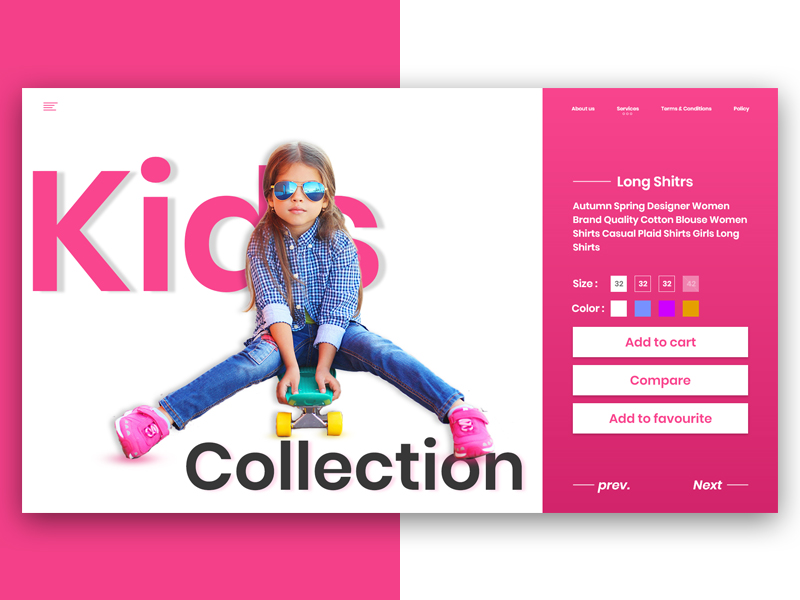 About us Services Terms & Conditions Policy
Kids
Collection
Long Shitrs
Autumn Spring Designer Women
Brand Quality Cotton Blouse Women
Shirts Casual Plaid Shirts Girls Long
Shirts
Size : 32 32 32 42
Color :
Add to cart
Compare
Add to favourite
prev. Next